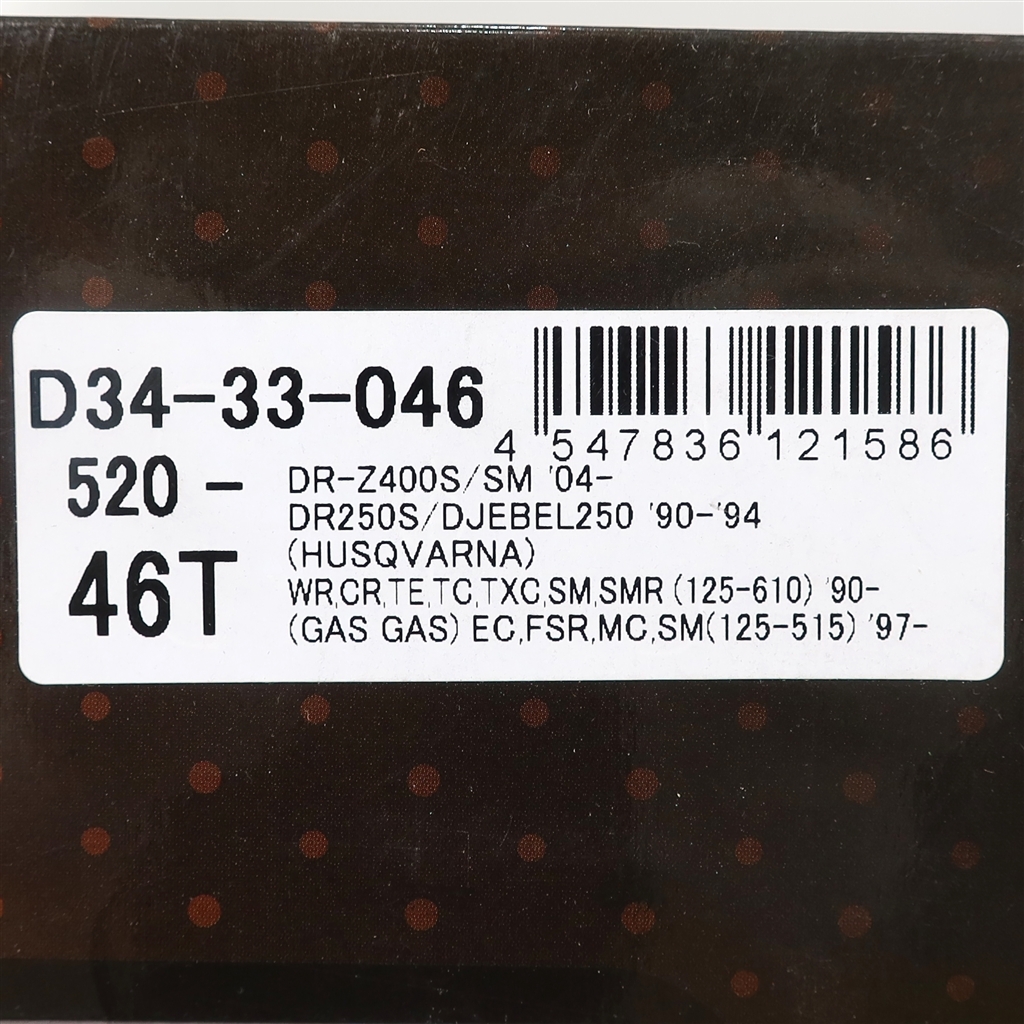 D34-33-046
4 547836 121586
520 -
46T
DR-Z400S/SM '04-
DR250S/DJEBEL250 '90-'94
(HUSQVARNA)
WR,CR,TE,TC,TXC,SM,SMR (125-610) '90-
(GAS GAS) EC,FSR,MC,SM(125-515) '97-